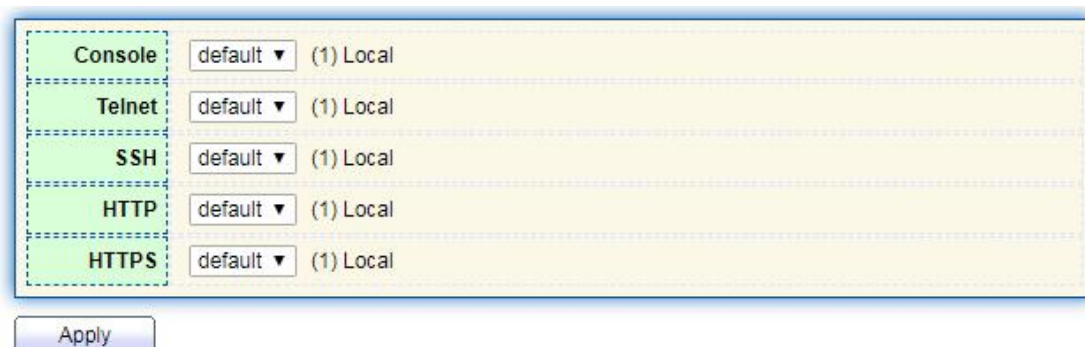 Console default ▼ (1) Local
Telnet default ▼ (1) Local
SSH default ▼ (1) Local
HTTP default ▼ (1) Local
HTTPS default ▼ (1) Local
Apply